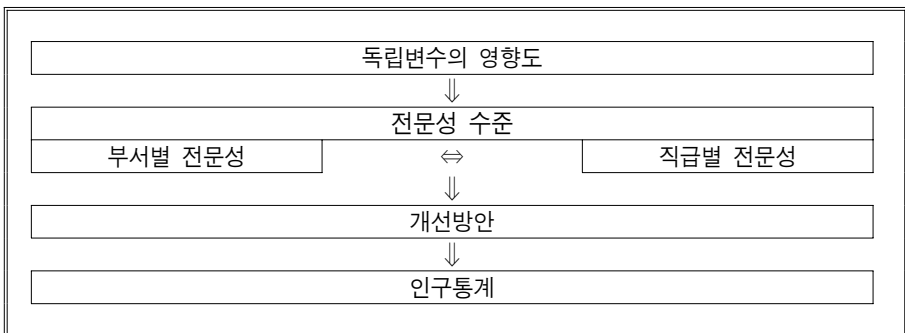 독립변수의 영향도
⇓
전문성 수준
부서별 전문성 ⇔ 직급별 전문성
⇓
개선방안
⇓
인구통계